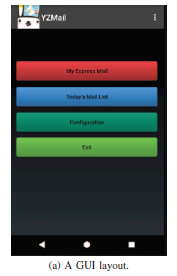 YZMail
My Express Mail
Today's Mail List
Configuration
Exit
(a) A GUI layout.